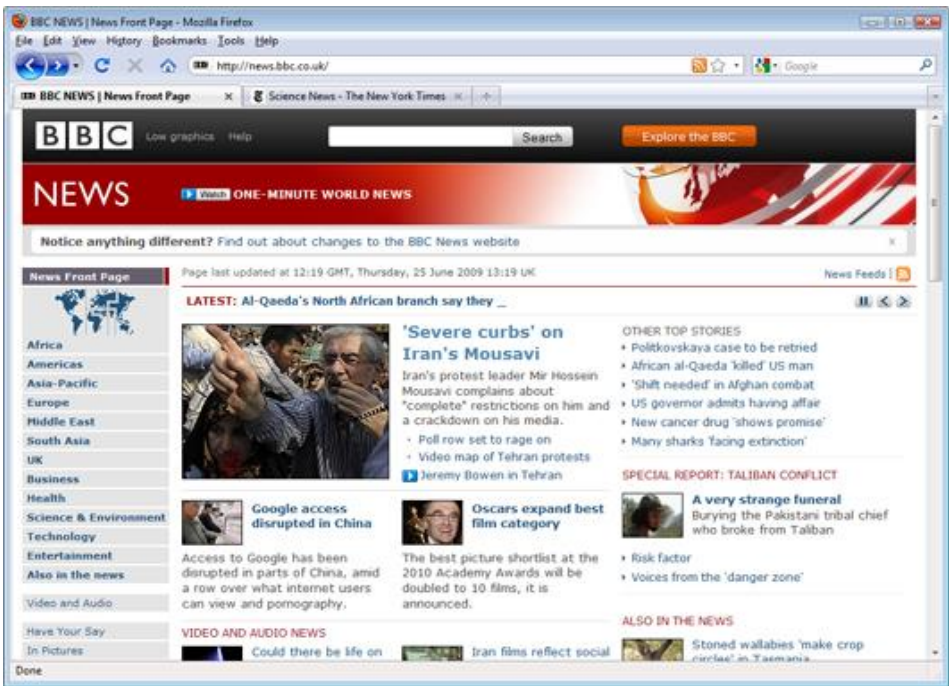 BBC NEWS | News Front Page - Mozilla Firefox
File Edit View History Bookmarks Tools Help
http://news.bbc.co.uk/
Google
BBC NEWS | News Front Page
Science News - The New York Times
BBC
Low graphics Help
Search
Explore the BBC
NEWS
Watch ONE-MINUTE WORLD NEWS
Notice anything different? Find out about changes to the BBC News website
News Front Page
Africa
Americas
Asia-Pacific
Europe
Middle East
South Asia
UK
Business
Health
Science & Environment
Technology
Entertainment
Also in the news
Video and Audio
Have Your Say
In Pictures
Page last updated at 12:19 GMT, Thursday, 25 June 2009 13:19 UK
News Feeds |
LATEST: Al-Qaeda's North African branch say they _
'Severe curbs' on
Iran's Mousavi
Iran's protest leader Mir Hossein
Mousavi complains about
"complete" restrictions on him and
a crackdown on his media.
Poll row set to rage on
Video map of Tehran protests
Jeremy Bowen in Tehran
Google access
disrupted in China
Access to Google has been
disrupted in parts of China, amid
a row over what internet users
can view and pornography.
Oscars expand best
film category
The best picture shortlist at the
2010 Academy Awards will be
doubled to 10 films, it is
announced.
VIDEO AND AUDIO NEWS
Could there be life on
Iran films reflect social
OTHER TOP STORIES
Politkovskaya case to be retried
African al-Qaeda 'killed' US man
'Shift needed' in Afghan combat
US governor admits having affair
New cancer drug 'shows promise'
Many sharks 'facing extinction'
SPECIAL REPORT: TALIBAN CONFLICT
A very strange funeral
Burying the Pakistani tribal chief
who broke from Taliban
Risk factor
Voices from the 'danger zone'
ALSO IN THE NEWS
Stoned wallabies 'make crop
circles' in Tasmania
Done